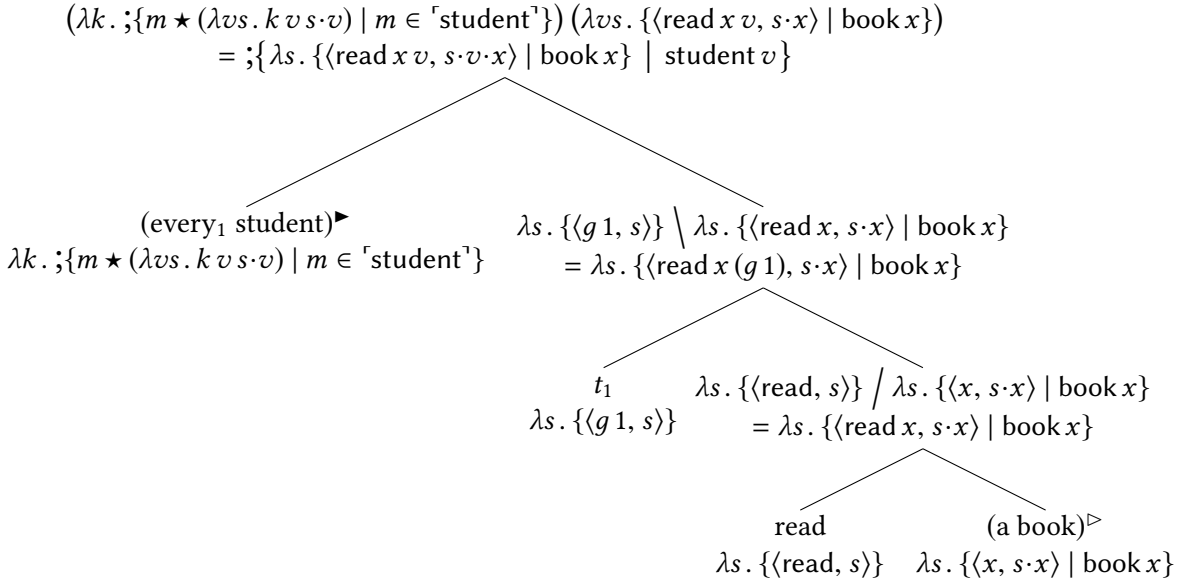 (λk. ;{m ★ (λvs. k v s·v) | m ∈ ⌜student⌝}) (λvs. {⟨read x v, s·x⟩ | book x})
= ;{λs. {⟨read x v, s·v·x⟩ | book x} | student v}
(every₁ student)►
λs. {⟨g 1, s⟩} \ λs. {⟨read x, s·x⟩ | book x}
λk. ;{m ★ (λvs. k v s·v) | m ∈ ⌜student⌝}
= λs. {⟨read x (g 1), s·x⟩ | book x}
t₁
λs. {⟨read, s⟩} / λs. {⟨x, s·x⟩ | book x}
λs. {⟨g 1, s⟩}
= λs. {⟨read x, s·x⟩ | book x}
read
(a book)▷
λs. {⟨read, s⟩}
λs. {⟨x, s·x⟩ | book x}